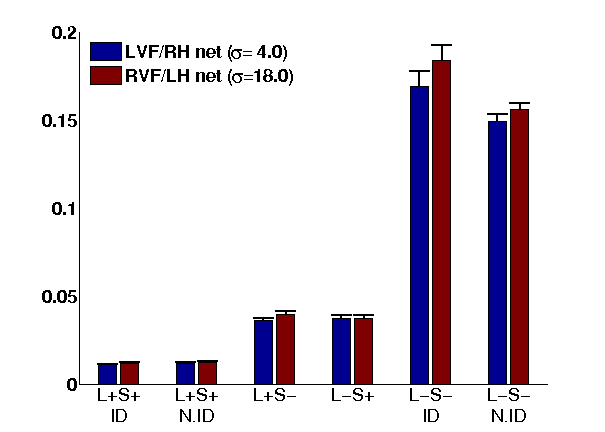 0.2
0.15
0.1
0.05
0
LVF/RH net (σ= 4.0)
RVF/LH net (σ=18.0)
L+S+ L+S+ L+S− L−S+ L−S− L−S−
ID N.ID ID N.ID